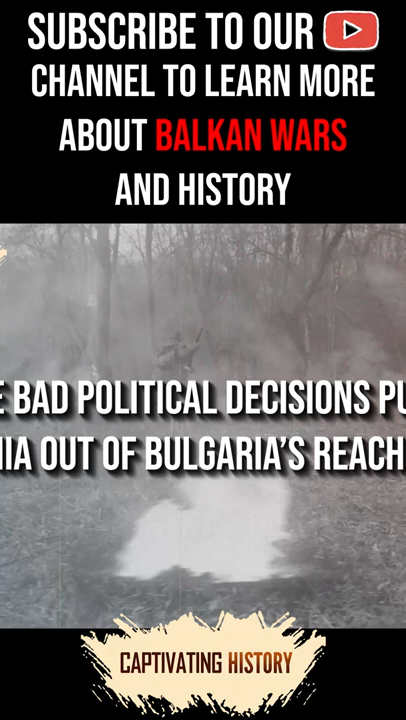 SUBSCRIBE TO OUR
CHANNEL TO LEARN MORE
ABOUT BALKAN WARS
AND HISTORY
BAD POLITICAL DECISIONS
OUT OF BULGARIA'S REACH
CAPTIVATING HISTORY